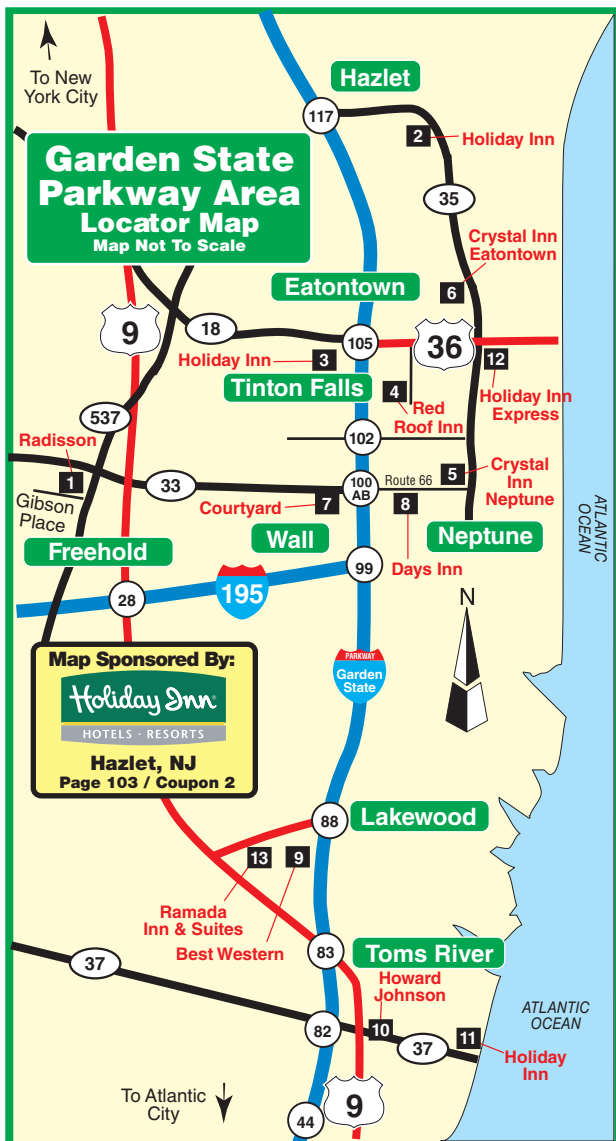 To New
York City
Hazlet
117
2
Holiday Inn
Garden State
Parkway Area
Locator Map
Map Not To Scale
35
Crystal Inn
Eatontown
6
Eatontown
9
18
105
36
Holiday Inn
3
12
Tinton Falls
4
Red
Roof Inn
Holiday Inn
Express
537
102
Radisson
1
33
100
AB
Route 66
5
Crystal
Inn
Neptune
Gibson
Place
Courtyard
7
8
ATLANTIC
OCEAN
Freehold
Wall
Neptune
Days Inn
99
195
28
N
PARKWAY
Garden
State
Map Sponsored By:
Holiday Inn®
HOTELS · RESORTS
Hazlet, NJ
Page 103 / Coupon 2
88
Lakewood
13
9
Ramada
Inn & Suites
Best Western
83
Toms River
37
Howard
Johnson
82
10
37
11
ATLANTIC
OCEAN
Holiday
Inn
To Atlantic
City
9
44